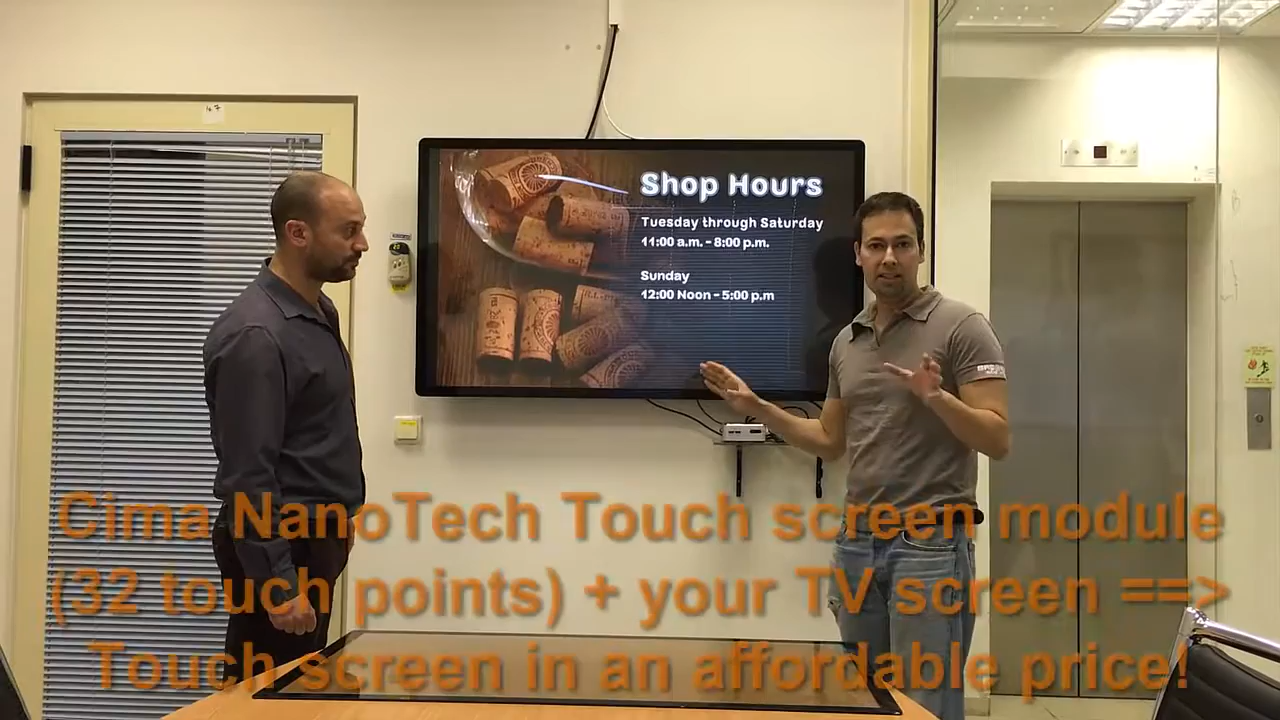 Shop Hours
Tuesday through Saturday
11:00 a.m. - 8:00 p.m.
Sunday
12:00 Noon - 5:00 p.m
Cima NanoTech Touch screen module
(32 touch points) + your TV screen ==>
Touch screen in an affordable price!